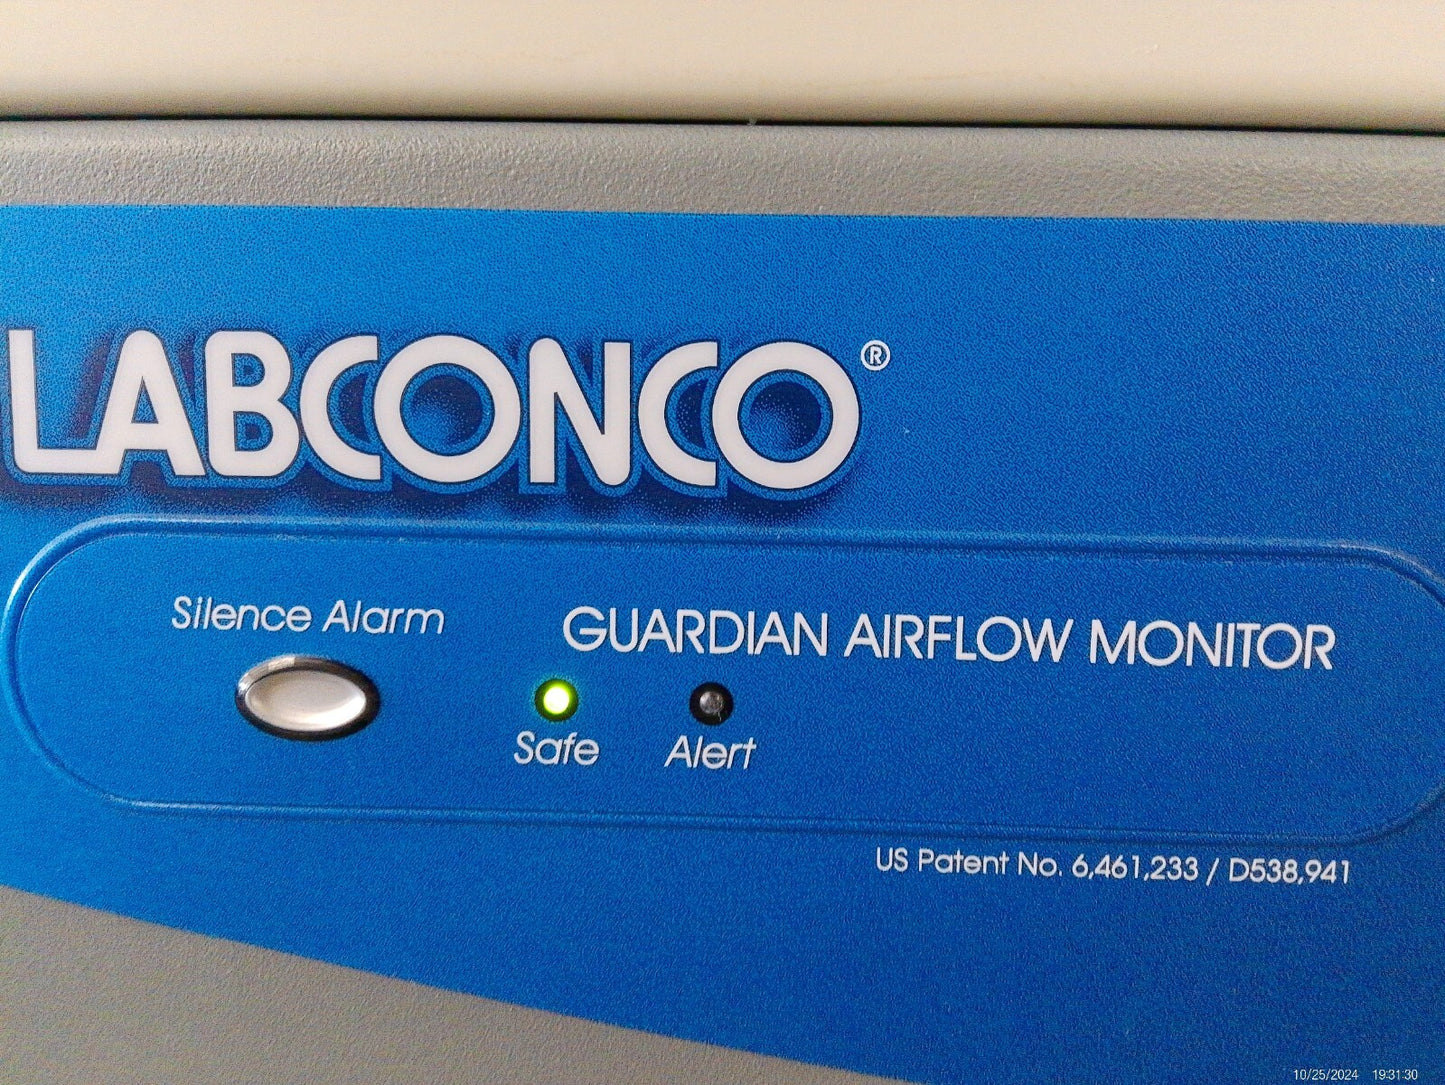 LABCONCO®
Silence Alarm
GUARDIAN AIRFLOW MONITOR
Safe
Alert
US Patent No. 6,461,233 / D538,941
10/25/2024 19:31:30